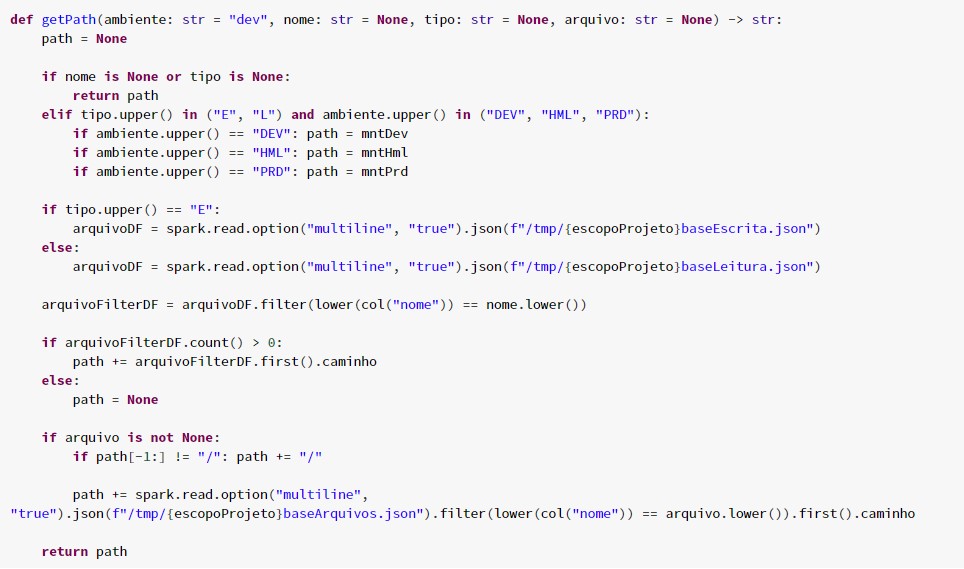 def getPath(ambiente: str = "dev", nome: str = None, tipo: str = None, arquivo: str = None) -> str:
    path = None

    if nome is None or tipo is None:
        return path
    elif tipo.upper() in ("E", "L") and ambiente.upper() in ("DEV", "HML", "PRD"):
        if ambiente.upper() == "DEV": path = mntDev
        if ambiente.upper() == "HML": path = mntHml
        if ambiente.upper() == "PRD": path = mntPrd

    if tipo.upper() == "E":
        arquivoDF = spark.read.option("multiline", "true").json(f"/tmp/{escopoProjeto}baseEscrita.json")
    else:
        arquivoDF = spark.read.option("multiline", "true").json(f"/tmp/{escopoProjeto}baseLeitura.json")

    arquivoFilterDF = arquivoDF.filter(lower(col("nome")) == nome.lower())

    if arquivoFilterDF.count() > 0:
        path += arquivoFilterDF.first().caminho
    else:
        path = None

    if arquivo is not None:
        if path[-1:] != "/": path += "/"

        path += spark.read.option("multiline",
"true").json(f"/tmp/{escopoProjeto}baseArquivos.json").filter(lower(col("nome")) == arquivo.lower()).first().caminho

    return path